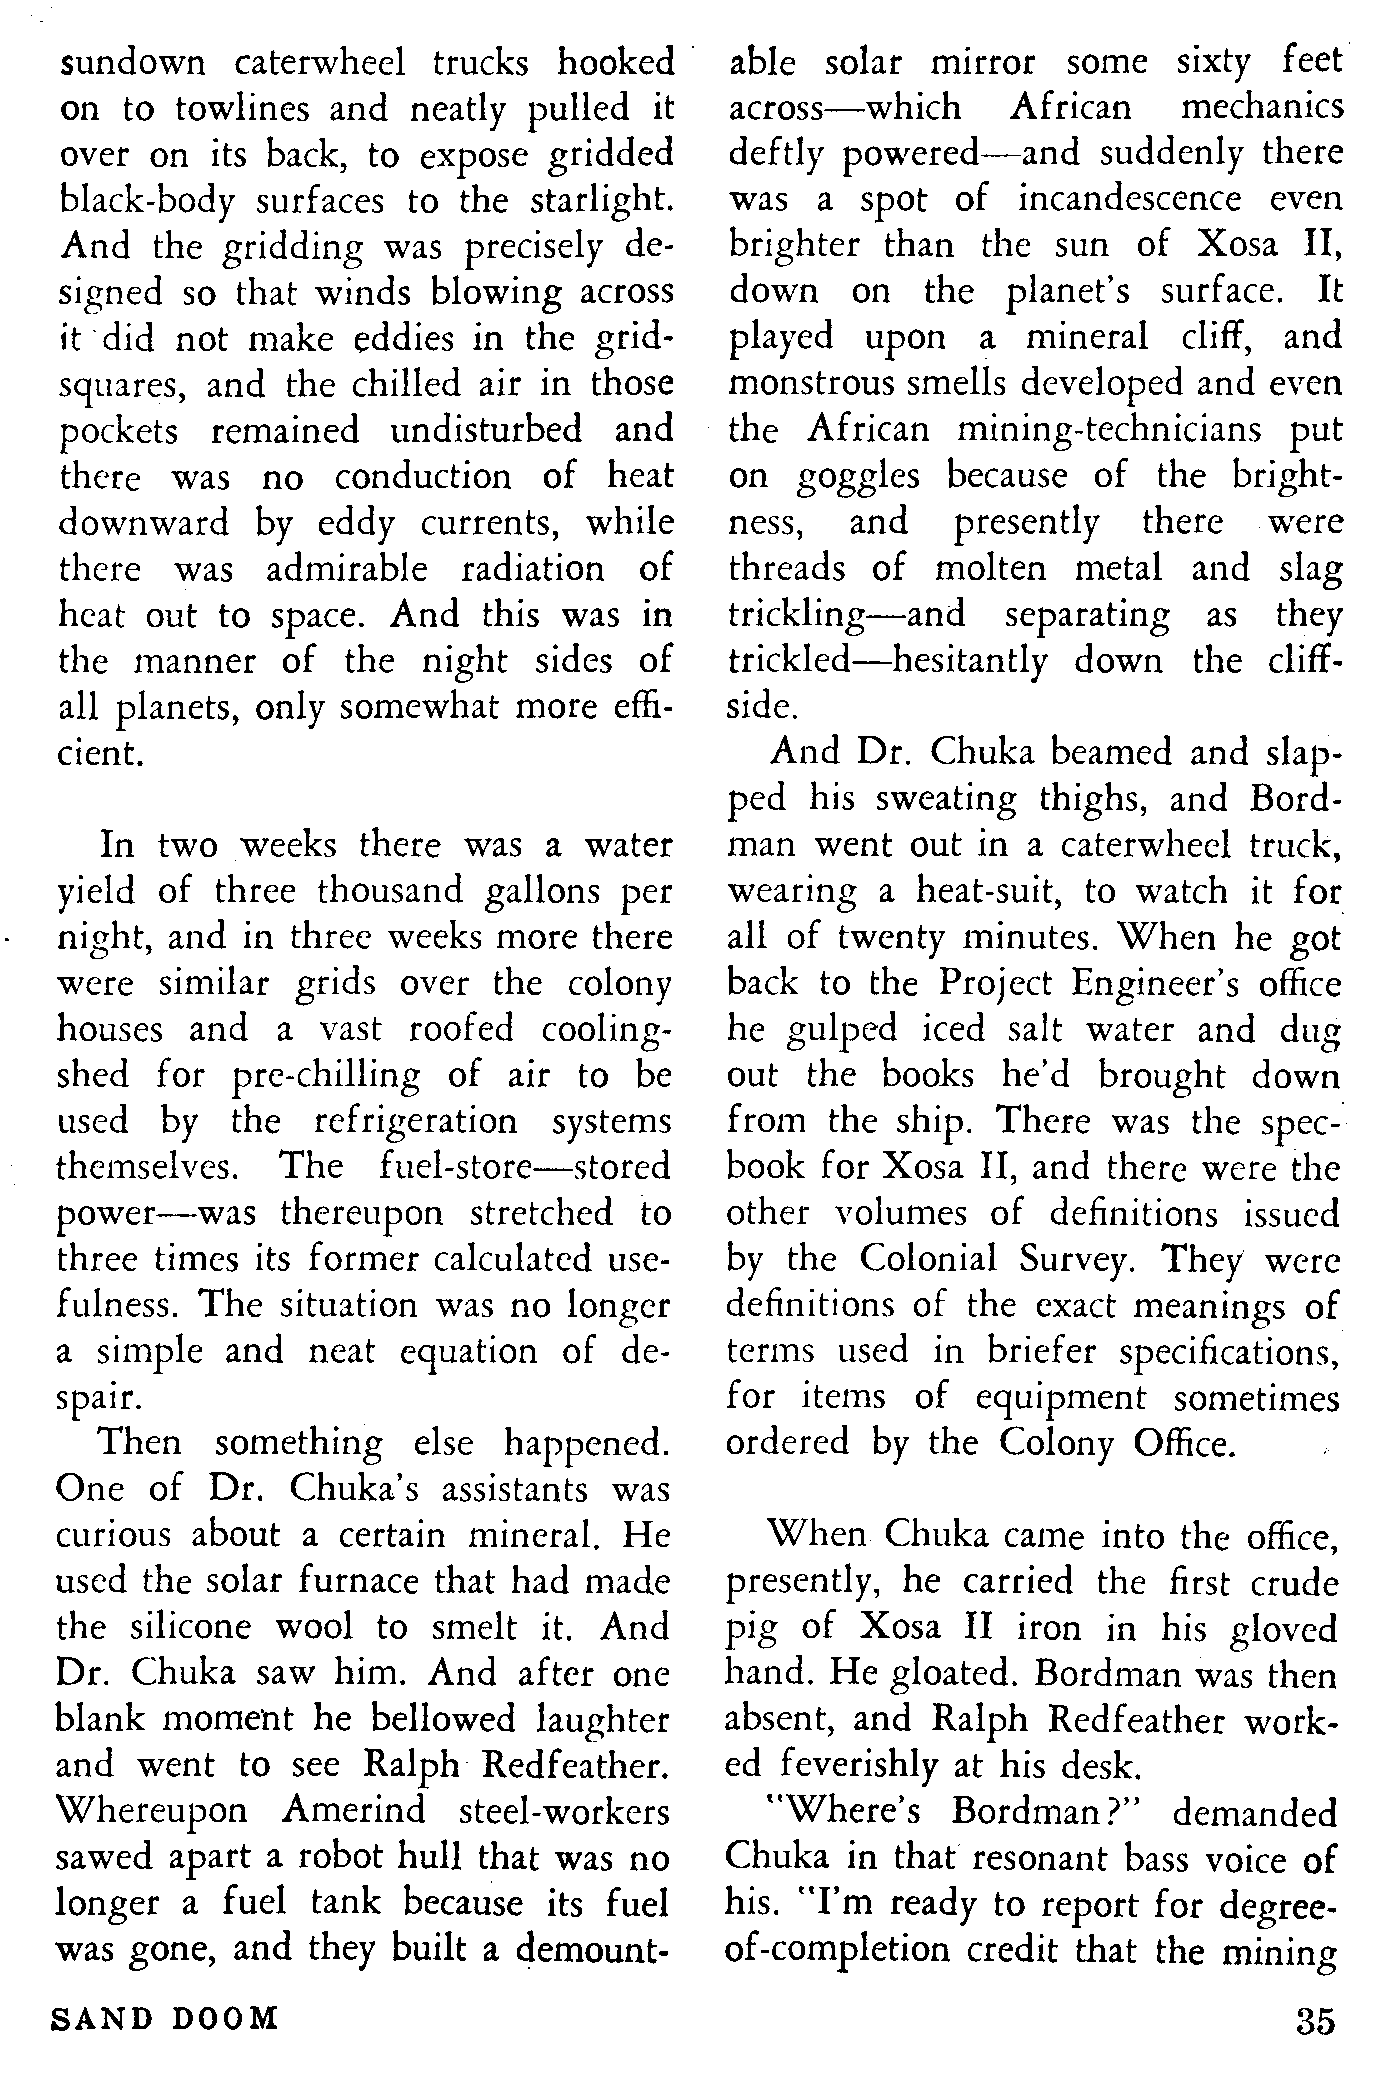 sundown caterwheel trucks hooked
on to towlines and neatly pulled it
over on its back, to expose gridded
black-body surfaces to the starlight.
And the gridding was precisely de-
signed so that winds blowing across
it did not make eddies in the grid-
squares, and the chilled air in those
pockets remained undisturbed and
there was no conduction of heat
downward by eddy currents, while
there was admirable radiation of
heat out to space. And this was in
the manner of the night sides of
all planets, only somewhat more effi-
cient.
In two weeks there was a water
yield of three thousand gallons per
night, and in three weeks more there
were similar grids over the colony
houses and a vast roofed cooling-
shed for pre-chilling of air to be
used by the refrigeration systems
themselves. The fuel-store—stored
power—was thereupon stretched to
three times its former calculated use-
fulness. The situation was no longer
a simple and neat equation of de-
spair.
Then something else happened.
One of Dr. Chuka's assistants was
curious about a certain mineral. He
used the solar furnace that had made
the silicone wool to smelt it. And
Dr. Chuka saw him. And after one
blank moment he bellowed laughter
and went to see Ralph Redfeather.
Whereupon Amerind steel-workers
sawed apart a robot hull that was no
longer a fuel tank because its fuel
was gone, and they built a demount-
able solar mirror some sixty feet
across—which African mechanics
deftly powered—and suddenly there
was a spot of incandescence even
brighter than the sun of Xosa II,
down on the planet's surface. It
played upon a mineral cliff, and
monstrous smells developed and even
the African mining-technicians put
on goggles because of the bright-
ness, and presently there were
threads of molten metal and slag
trickling—and separating as they
trickled—hesitantly down the cliff-
side.
And Dr. Chuka beamed and slap-
ped his sweating thighs, and Bord-
man went out in a caterwheel truck,
wearing a heat-suit, to watch it for
all of twenty minutes. When he got
back to the Project Engineer's office
he gulped iced salt water and dug
out the books he'd brought down
from the ship. There was the spec-
book for Xosa II, and there were the
other volumes of definitions issued
by the Colonial Survey. They were
definitions of the exact meanings of
terms used in briefer specifications,
for items of equipment sometimes
ordered by the Colony Office.
When Chuka came into the office,
presently, he carried the first crude
pig of Xosa II iron in his gloved
hand. He gloated. Bordman was then
absent, and Ralph Redfeather work-
ed feverishly at his desk.
"Where's Bordman?" demanded
Chuka in that resonant bass voice of
his. "I'm ready to report for degree-
of-completion credit that the mining
SAND DOOM
35